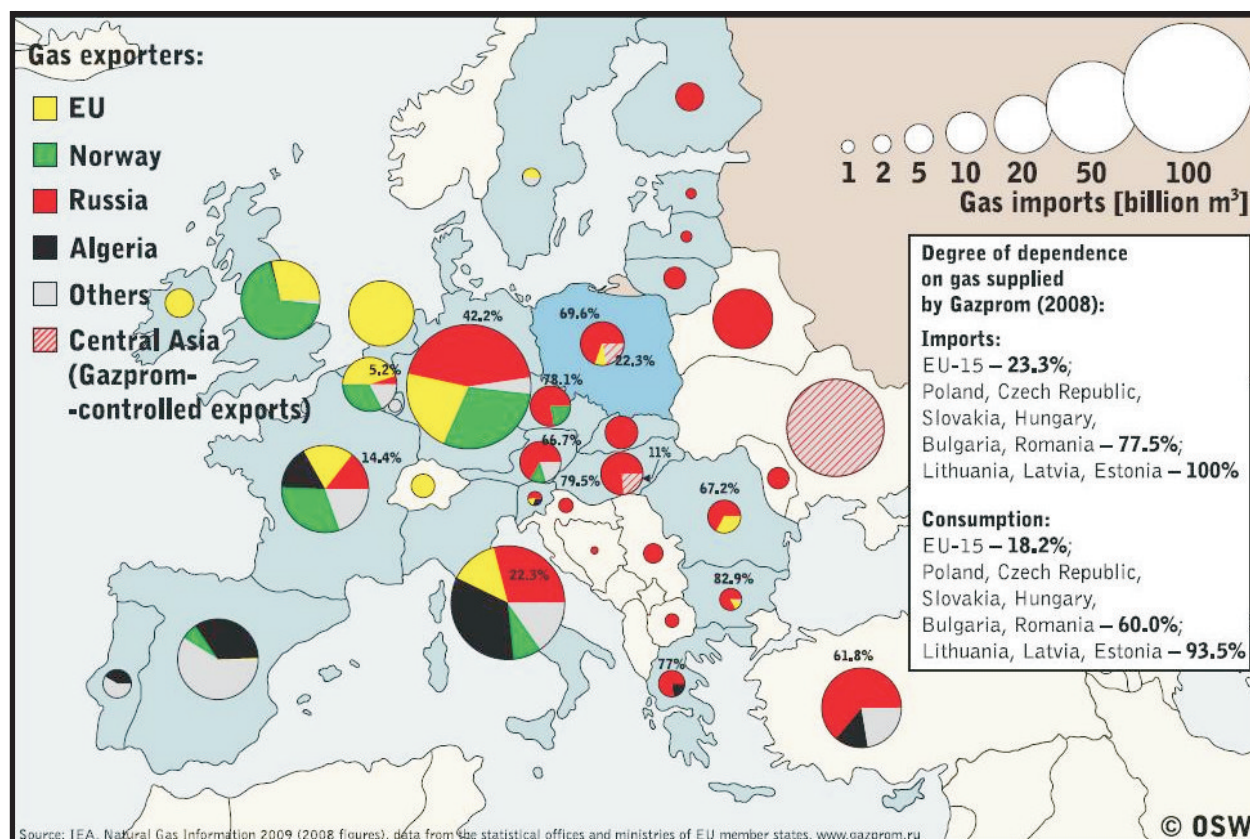 Gas exporters:
EU
Norway
Russia
Algeria
Others
Central Asia
(Gazprom-
-controlled exports)
1 2 5 10 20 50 100
Gas imports [billion m³]
Degree of dependence
on gas supplied
by Gazprom (2008):
Imports:
EU-15 – 23.3%;
Poland, Czech Republic,
Slovakia, Hungary,
Bulgaria, Romania – 77.5%;
Lithuania, Latvia, Estonia – 100%
Consumption:
EU-15 – 18.2%;
Poland, Czech Republic,
Slovakia, Hungary,
Bulgaria, Romania – 60.0%;
Lithuania, Latvia, Estonia – 93.5%
42.2%
69.6%
22.3%
5.2%
78.1%
66.7%
11%
14.4%
79.5%
67.2%
22.3%
82.9%
77%
61.8%
Source: IEA, Natural Gas Information 2009 (2008 figures), data from the statistical offices and ministries of EU member states, www.gazprom.ru
© OSW